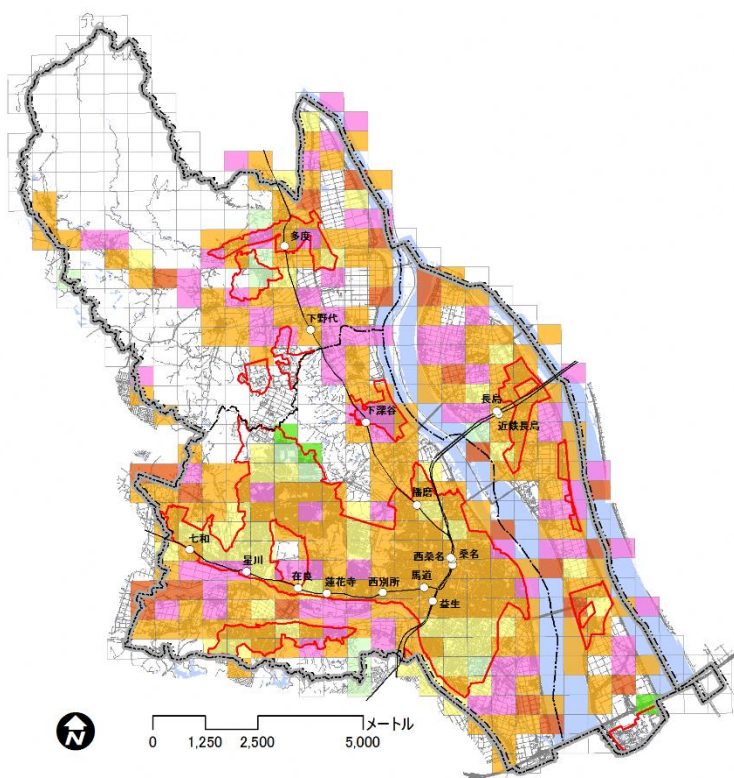 多度
下野代
下深谷
長島
近鉄長島
播磨
七和
西桑名
桑名
星川
在良
蓮花寺
西別所
馬道
益生
N
メートル
0 1,250 2,500 5,000